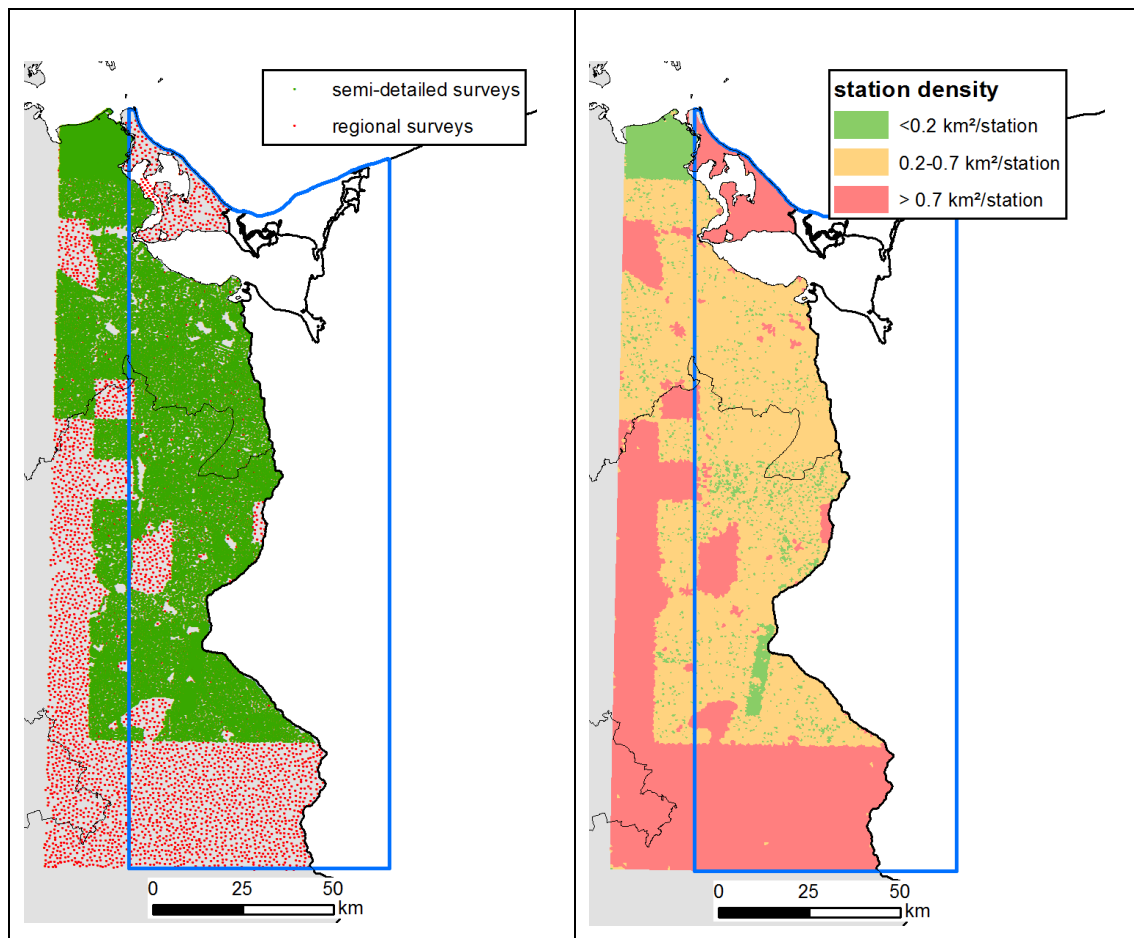 semi-detailed surveys
regional surveys
0 25 50
km
station density
<0.2 km²/station
0.2-0.7 km²/station
> 0.7 km²/station
0 25 50
km